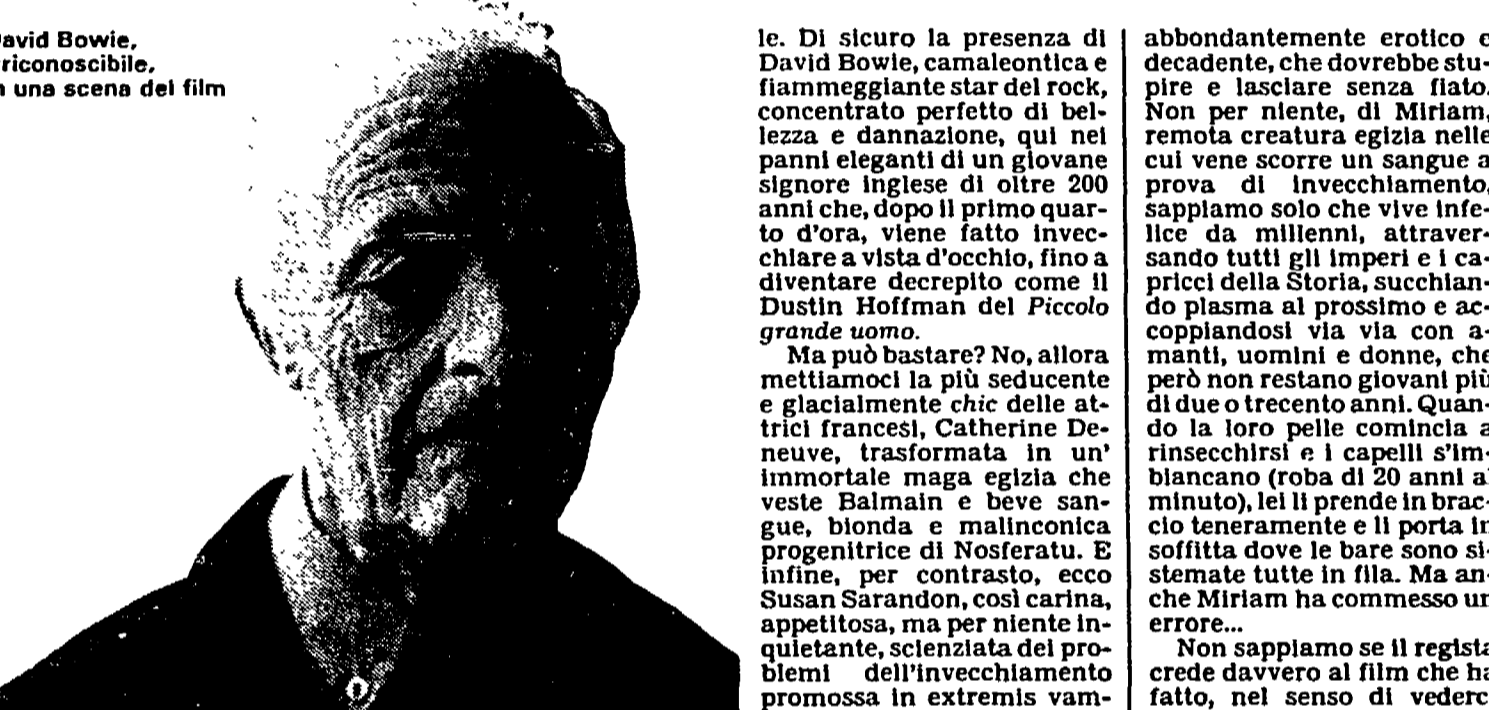 avid Bowie,
riconoscibile,
una scena del film
le. Di sicuro la presenza di
David Bowie, camaleontica e
fiammeggiante star del rock,
concentrato perfetto di bel-
lezza e dannazione, qui nei
panni eleganti di un giovane
signore inglese di oltre 200
anni che, dopo il primo quar-
to d'ora, viene fatto invec-
chiare a vista d'occhio, fino a
diventare decrepito come il
Dustin Hoffman del Piccolo
grande uomo.
Ma può bastare? No, allora
mettiamoci la più seducente
e glacialmente chic delle at-
trici francesi, Catherine De-
neuve, trasformata in un'
immortale maga egizia che
veste Balmain e beve san-
gue, bionda e malinconica
progenitrice di Nosferatu. E
infine, per contrasto, ecco
Susan Sarandon, così carina,
appetitosa, ma per niente in-
quietante, scienziata dei pro-
blemi dell'invecchiamento
promossa in extremis vam-
abbondantemente erotico e
decadente, che dovrebbe stu-
pire e lasciare senza fiato.
Non per niente, di Miriam,
remota creatura egizia nelle
cui vene scorre un sangue a
prova di invecchiamento,
sappiamo solo che vive infe-
lice da millenni, attraver-
sando tutti gli imperi e i ca-
pricci della Storia, succhian-
do plasma al prossimo e ac-
coppiandosi via via con a-
manti, uomini e donne, che
però non restano giovani più
di due o trecento anni. Quan-
do la loro pelle comincia a
rinsecchirsi e i capelli s'im-
biancano (roba di 20 anni al
minuto), lei li prende in brac-
cio teneramente e li porta in
soffitta dove le bare sono si-
stemate tutte in fila. Ma an-
che Miriam ha commesso un
errore...
Non sappiamo se il regista
crede davvero al film che ha
fatto, nel senso di vederc